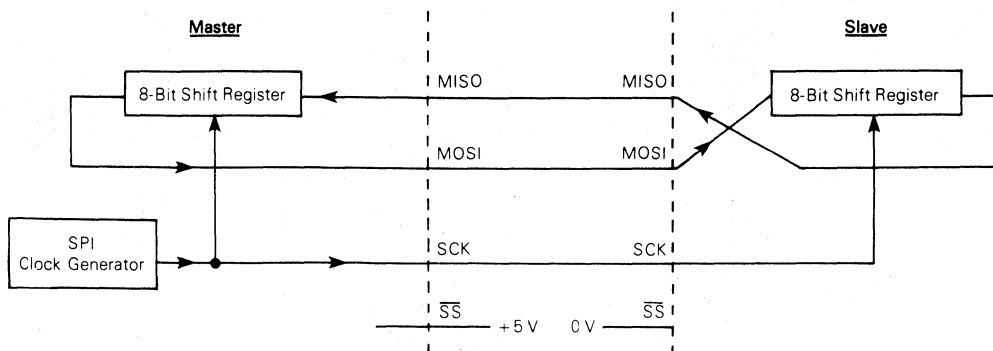 Master
Slave
8-Bit Shift Register
MISO
MISO
8-Bit Shift Register
MOSI
MOSI
SPI
Clock Generator
SCK
SCK
SS
+5 V
0 V
SS